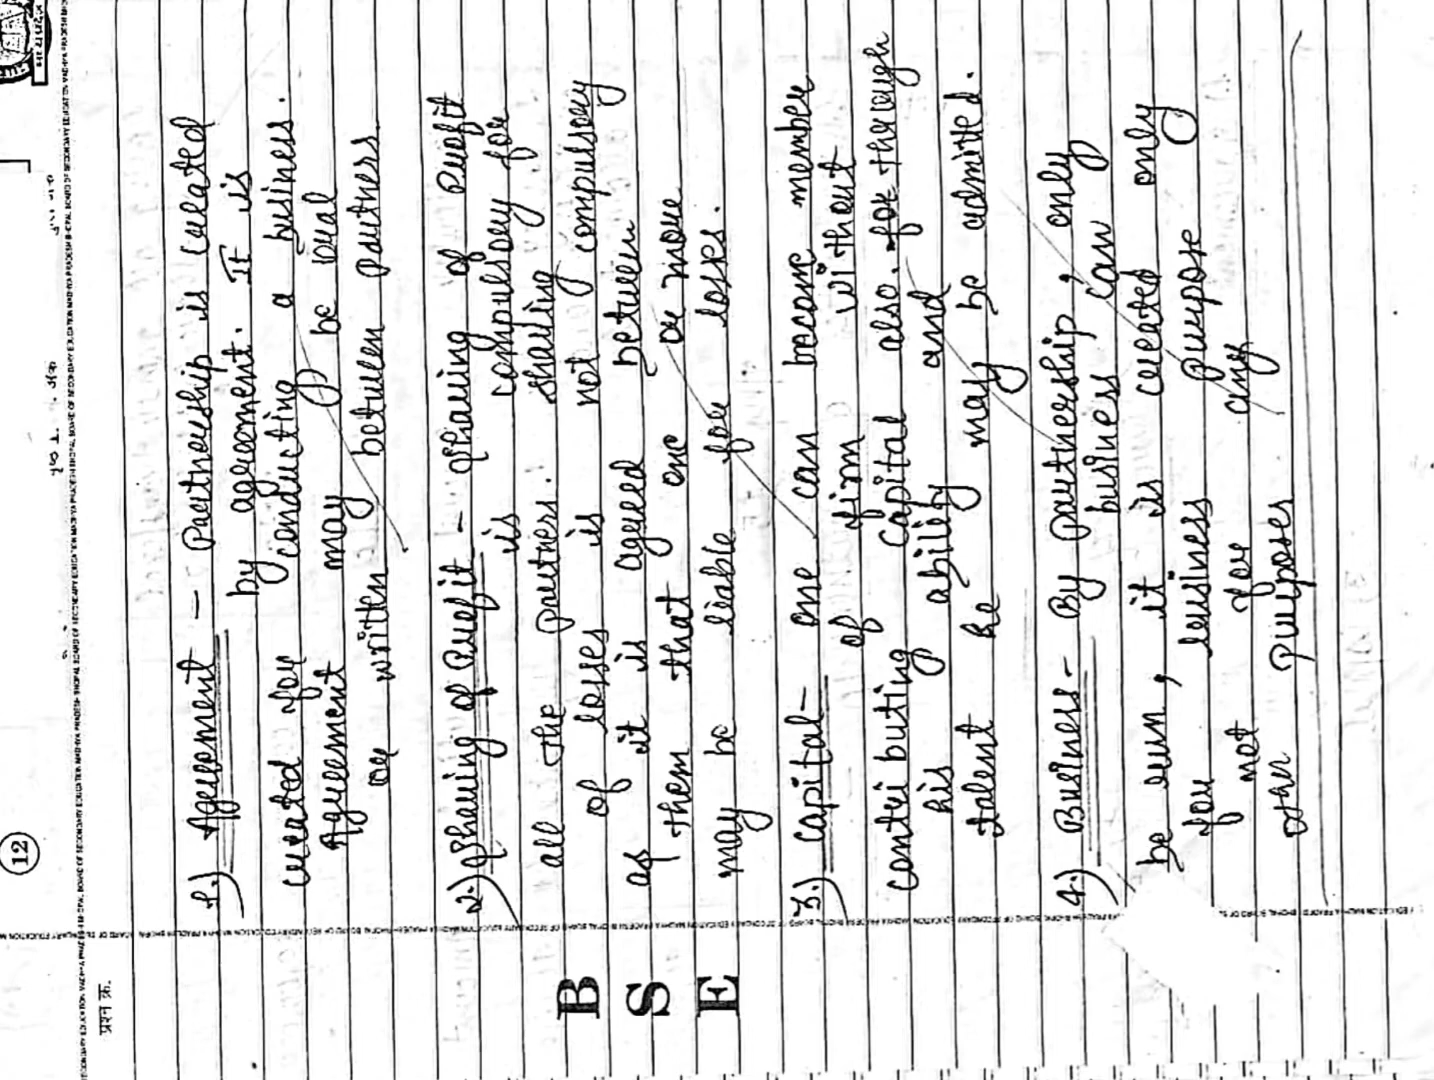 12
प्रश्न क्र.
1.) Agreement - Partnership is created
by agreement. It is
created for conducting a business.
Agreement may be oral
or written between partners
2.) Sharing of Profit - sharing of Profit
is compulsory for
all the partners. Sharing
of losses is not compulsory
as it is agreed between
them that one or more
may be liable for losses.
3.) Capital - one can become member
of firm without
contributing capital also. for through
his ability and
talent he may be admited.
4.) Business - By partnership, only
business can
be run, it is created only
for business purpose
not for any
other purposes
B
S
E